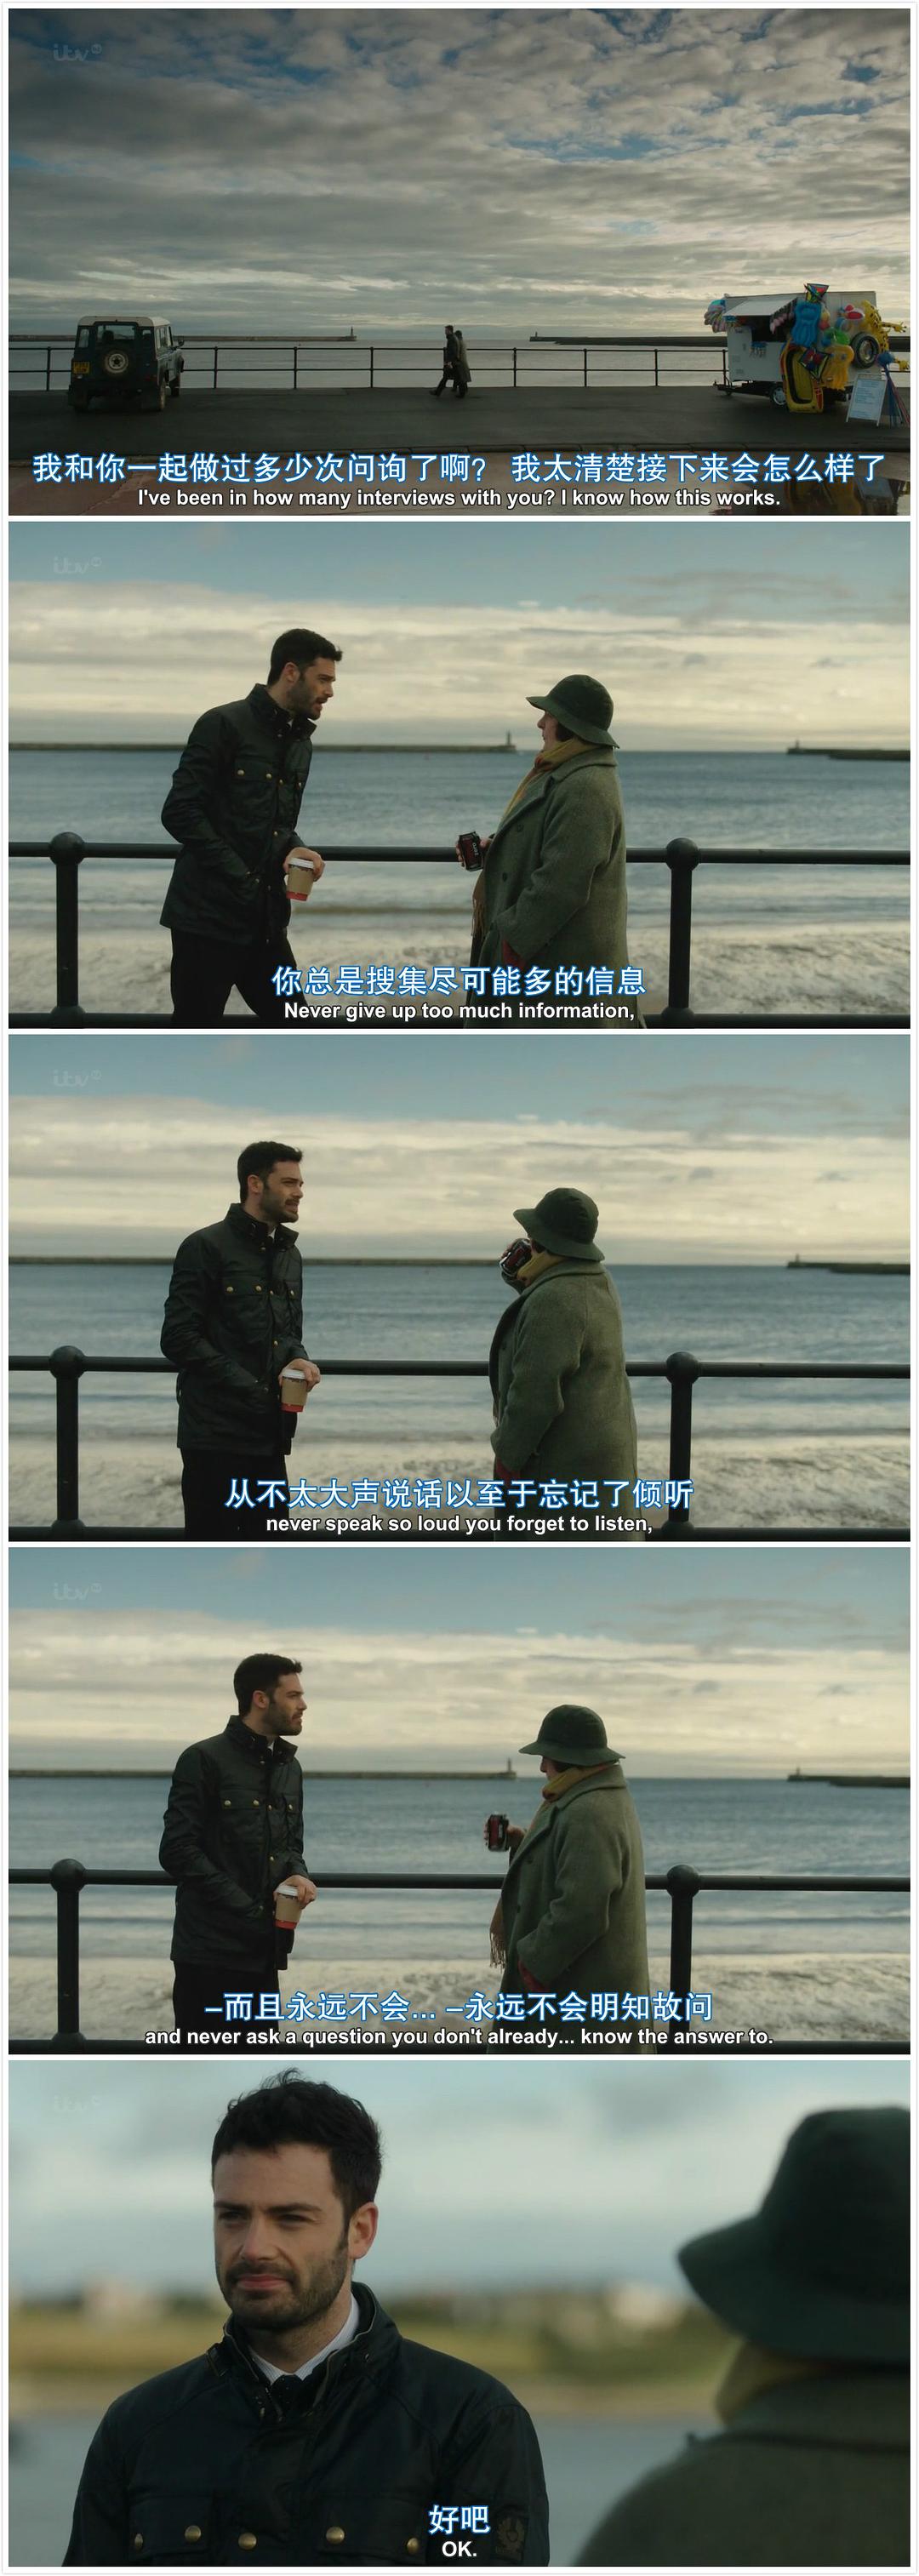 itv
我和你一起做过多少次问询了啊? 我太清楚接下来会怎么样了
I've been in how many interviews with you? I know how this works.
itv
你总是搜集尽可能多的信息
Never give up too much information,
itv
从不太大声说话以至于忘记了倾听
never speak so loud you forget to listen,
itv
–而且永远不会... –永远不会明知故问
and never ask a question you don't already... know the answer to.
好吧
OK.